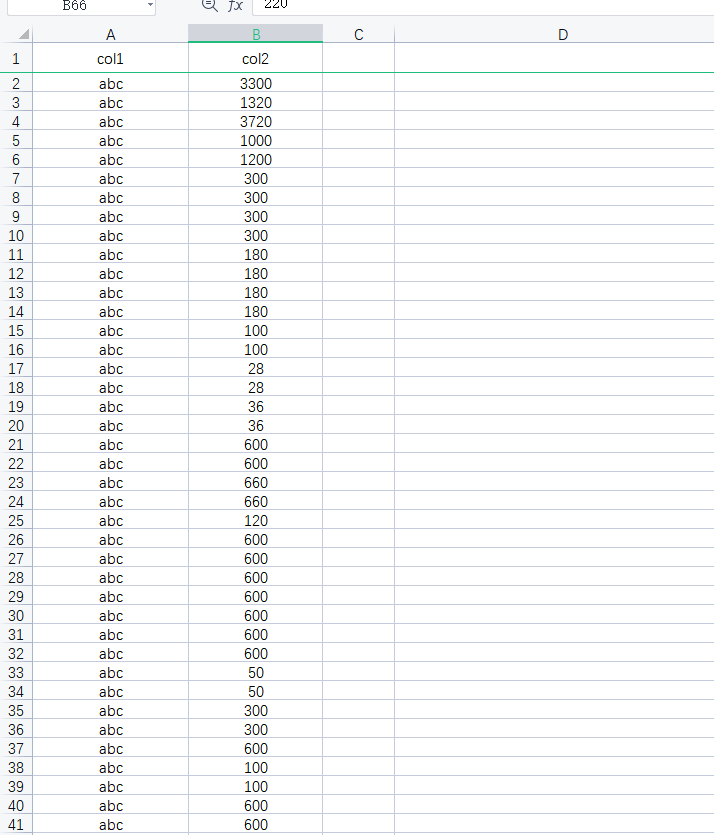 B66 fx 220
A B C D
1 col1 col2
2 abc 3300
3 abc 1320
4 abc 3720
5 abc 1000
6 abc 1200
7 abc 300
8 abc 300
9 abc 300
10 abc 300
11 abc 180
12 abc 180
13 abc 180
14 abc 180
15 abc 100
16 abc 100
17 abc 28
18 abc 28
19 abc 36
20 abc 36
21 abc 600
22 abc 600
23 abc 660
24 abc 660
25 abc 120
26 abc 600
27 abc 600
28 abc 600
29 abc 600
30 abc 600
31 abc 600
32 abc 600
33 abc 50
34 abc 50
35 abc 300
36 abc 300
37 abc 600
38 abc 100
39 abc 100
40 abc 600
41 abc 600